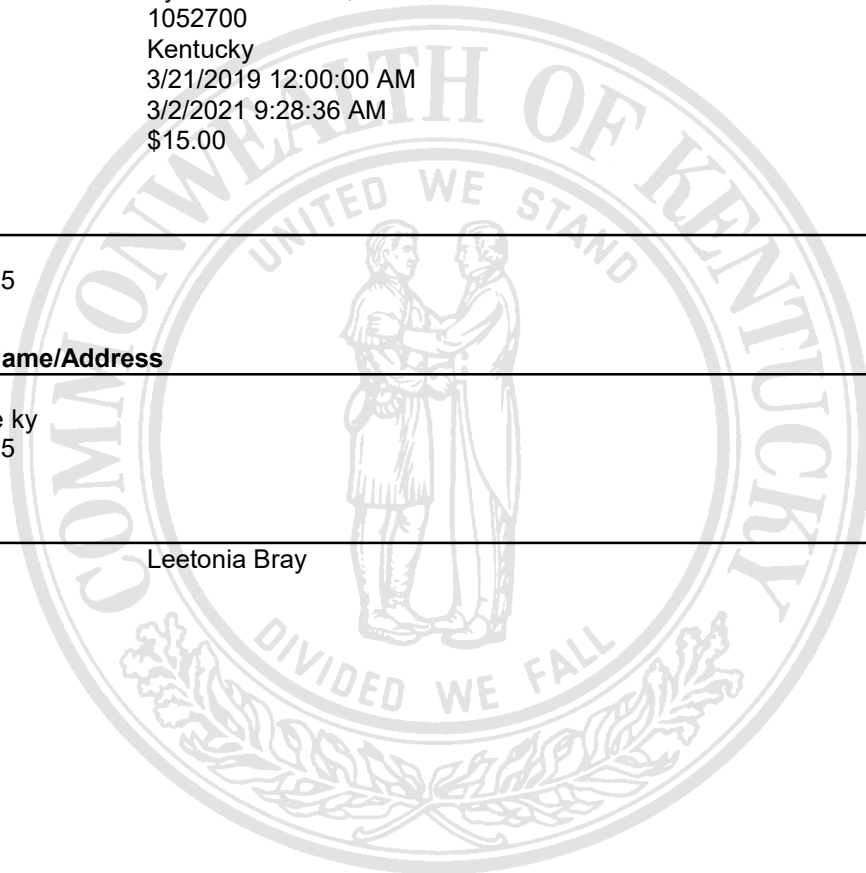 1052700
Kentucky
3/21/2019 12:00:00 AM
3/2/2021 9:28:36 AM
$15.00
COMMONWEALTH OF KENTUCKY
UNITED WE STAND
5
ame/Address
e ky
5
Leetonia Bray
DIVIDED WE FALL